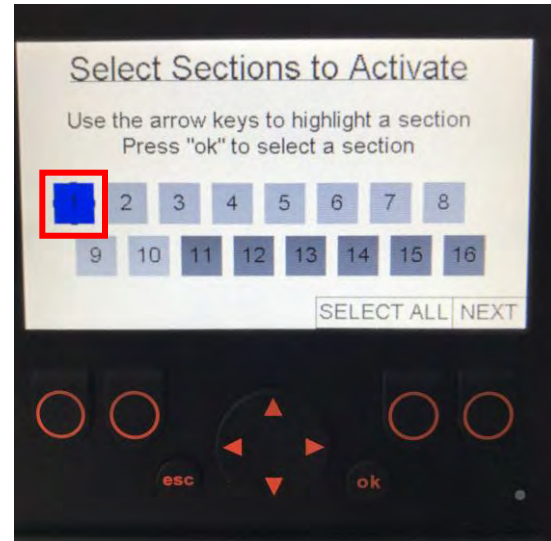 Select Sections to Activate
Use the arrow keys to highlight a section
Press "ok" to select a section
1 2 3 4 5 6 7 8
9 10 11 12 13 14 15 16
SELECT ALL NEXT
esc ok